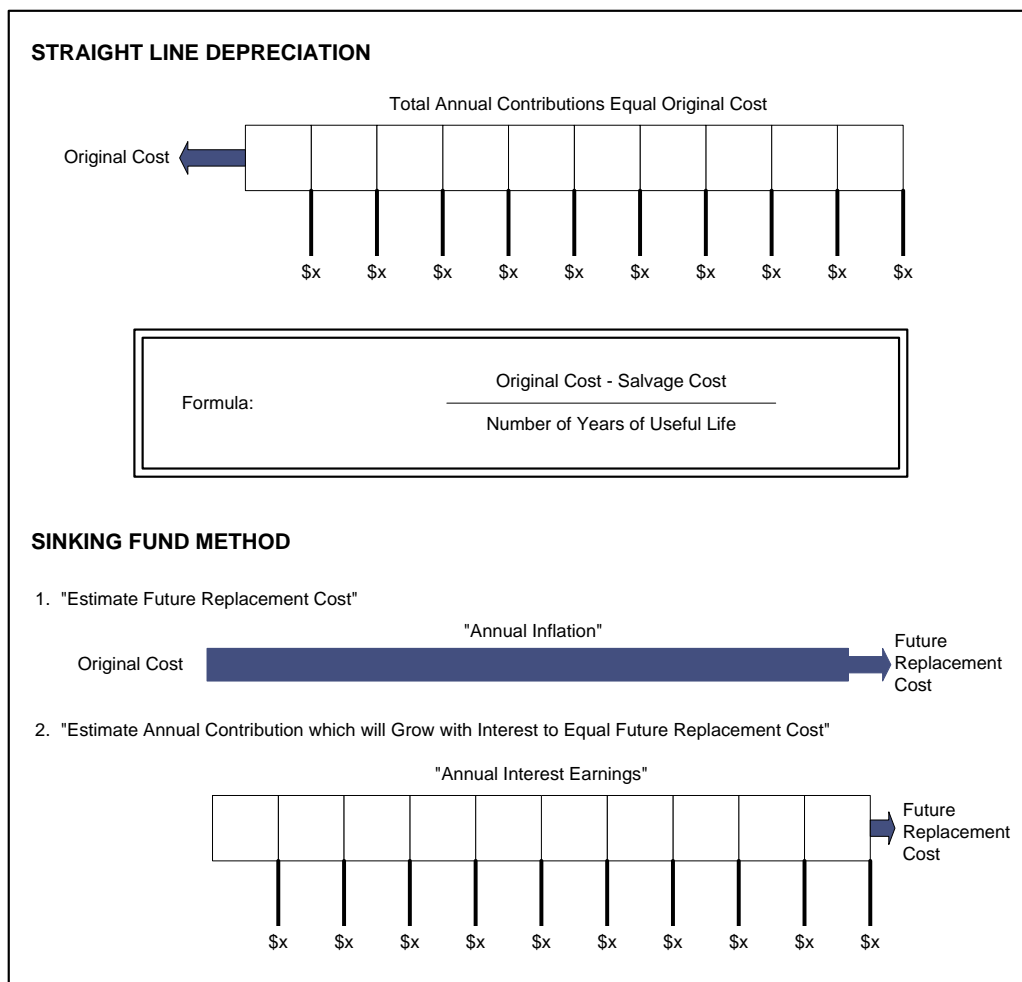 STRAIGHT LINE DEPRECIATION
Total Annual Contributions Equal Original Cost
Original Cost
$x $x $x $x $x $x $x $x $x $x
Formula:
Original Cost - Salvage Cost
Number of Years of Useful Life
SINKING FUND METHOD
1. "Estimate Future Replacement Cost"
"Annual Inflation"
Original Cost
Future
Replacement
Cost
2. "Estimate Annual Contribution which will Grow with Interest to Equal Future Replacement Cost"
"Annual Interest Earnings"
Future
Replacement
Cost
$x $x $x $x $x $x $x $x $x $x